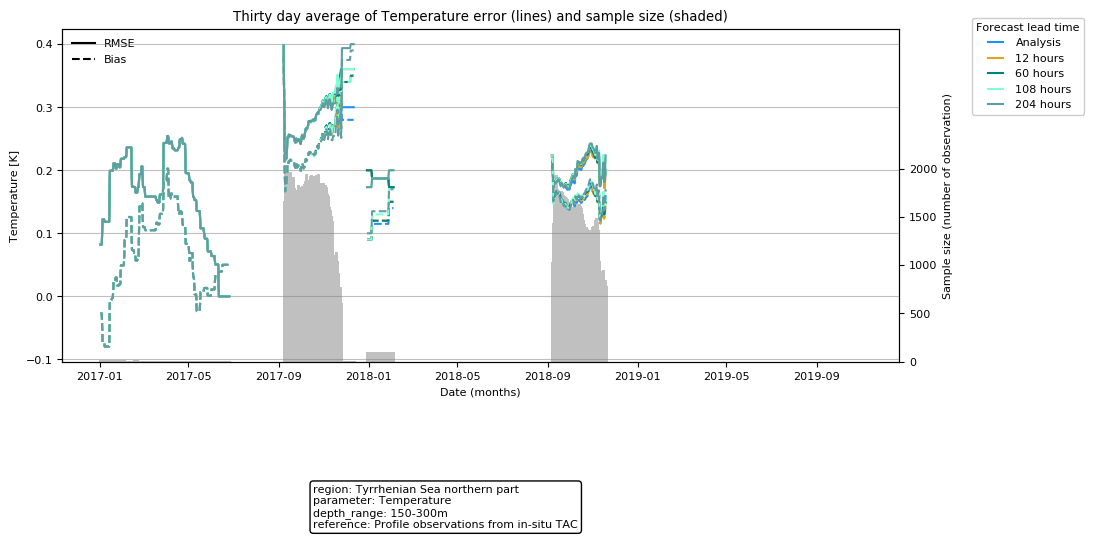 Thirty day average of Temperature error (lines) and sample size (shaded)
RMSE
Bias
Forecast lead time
Analysis
12 hours
60 hours
108 hours
204 hours
Temperature [K]
0.4
0.3
0.2
0.1
0.0
−0.1
Sample size (number of observation)
2000
1500
1000
500
0
2017-01 2017-05 2017-09 2018-01 2018-05 2018-09 2019-01 2019-05 2019-09
Date (months)
region: Tyrrhenian Sea northern part
parameter: Temperature
depth_range: 150-300m
reference: Profile observations from in-situ TAC